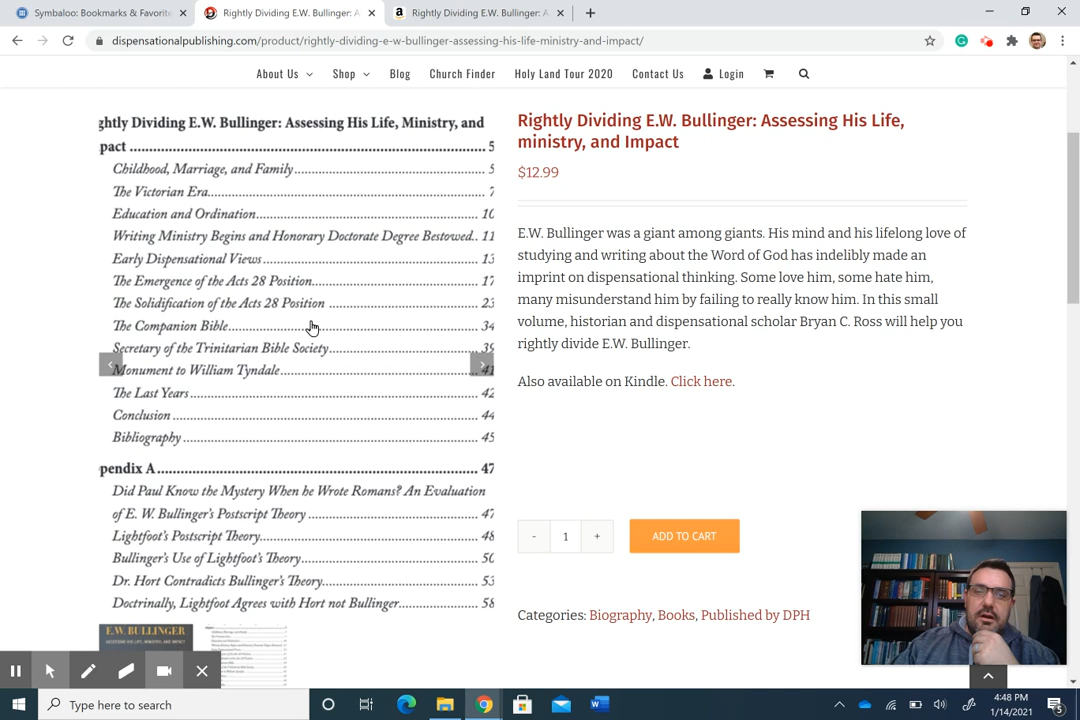 Symbaloo: Bookmarks & Favorite
Rightly Dividing E.W. Bullinger: A
Rightly Dividing E.W. Bullinger: A
dispensationalpublishing.com/product/rightly-dividing-e-w-bullinger-assessing-his-life-ministry-and-impact/
About Us Shop Blog Church Finder Holy Land Tour 2020 Contact Us Login
ghtly Dividing E.W. Bullinger: Assessing His Life, Ministry, and
pact 5
Childhood, Marriage, and Family 5
The Victorian Era 7
Education and Ordination 10
Writing Ministry Begins and Honorary Doctorate Degree Bestowed.. 11
Early Dispensational Views 13
The Emergence of the Acts 28 Position 17
The Solidification of the Acts 28 Position 23
The Companion Bible 34
Secretary of the Trinitarian Bible Society 39
Monument to William Tyndale 41
The Last Years 42
Conclusion 44
Bibliography 45
pendix A 47
Did Paul Know the Mystery When he Wrote Romans? An Evaluation
of E. W. Bullinger's Postscript Theory 47
Lightfoot's Postscript Theory 48
Bullinger's Use of Lightfoot's Theory 50
Dr. Hort Contradicts Bullinger's Theory 53
Doctrinally, Lightfoot Agrees with Hort not Bullinger 58
E.W. BULLINGER
ASSESSING HIS LIFE, MINISTRY, AND IMPACT
Rightly Dividing E.W. Bullinger: Assessing His Life,
ministry, and Impact
$12.99
E.W. Bullinger was a giant among giants. His mind and his lifelong love of
studying and writing about the Word of God has indelibly made an
imprint on dispensational thinking. Some love him, some hate him,
many misunderstand him by failing to really know him. In this small
volume, historian and dispensational scholar Bryan C. Ross will help you
rightly divide E.W. Bullinger.
Also available on Kindle. Click here.
- 1 + ADD TO CART
Categories: Biography, Books, Published by DPH
Type here to search
4:48 PM
1/14/2021
5